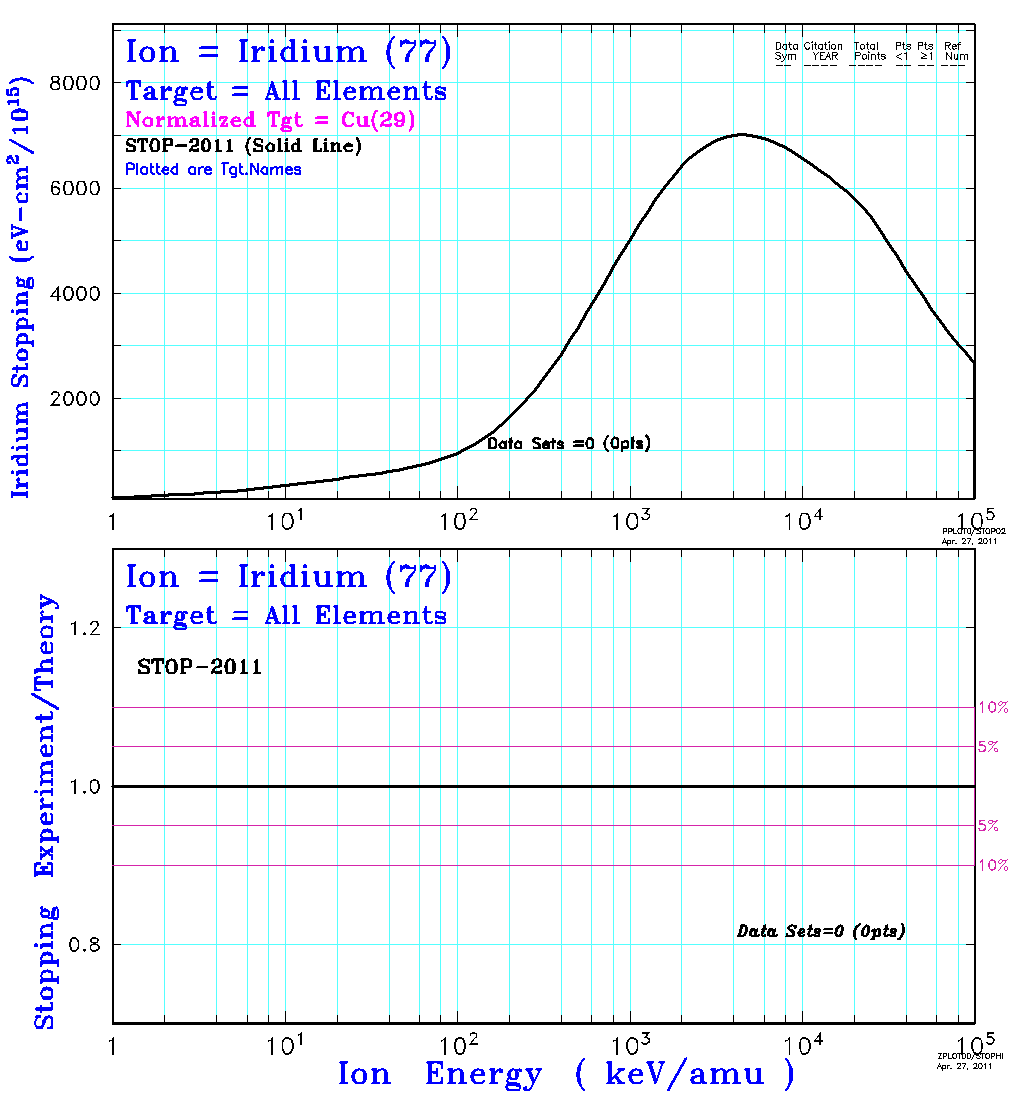 Ion = Iridium (77)
Target = All Elements
Normalized Tgt = Cu(29)
STOP-2011 (Solid Line)
Plotted are Tgt.Names
Data Citation Total Pts Pts Ref
Sym YEAR Points <1 ≥1 Num
Iridium Stopping (eV-cm²/10¹⁵)
8000
6000
4000
2000
Data Sets =0 (0pts)
1 10¹ 10² 10³ 10⁴ 10⁵
PPLOT0/STOP02
Apr. 27, 2011
Ion = Iridium (77)
Target = All Elements
STOP-2011
Stopping Experiment/Theory
1.2
1.0
0.8
10%
5%
5%
10%
Data Sets=0 (0pts)
1 10¹ 10² 10³ 10⁴ 10⁵
ZPLOT0D/STOPHI
Apr. 27, 2011
Ion Energy ( keV/amu )